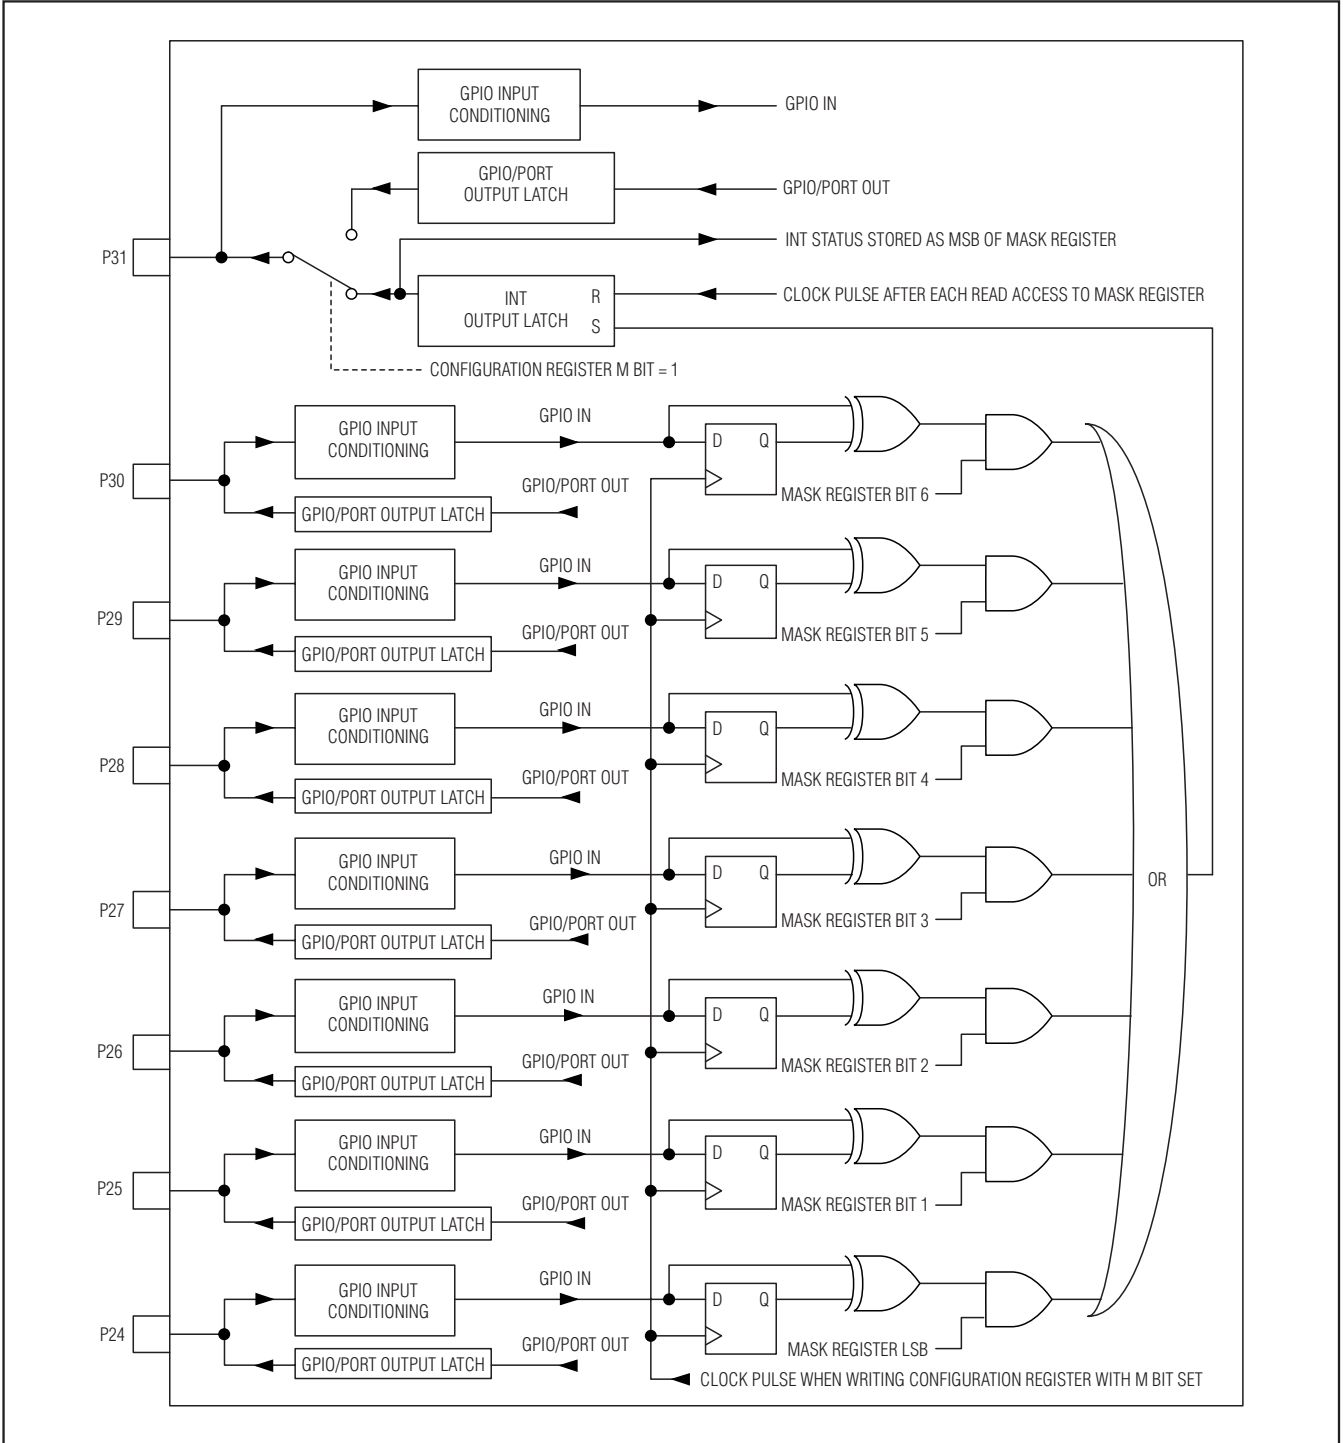 GPIO INPUT
CONDITIONING
GPIO IN
GPIO/PORT
OUTPUT LATCH
GPIO/PORT OUT
INT STATUS STORED AS MSB OF MASK REGISTER
P31
INT
OUTPUT LATCH
R
S
CLOCK PULSE AFTER EACH READ ACCESS TO MASK REGISTER
CONFIGURATION REGISTER M BIT = 1
P30
GPIO INPUT
CONDITIONING
GPIO IN
D Q
MASK REGISTER BIT 6
GPIO/PORT OUT
GPIO/PORT OUTPUT LATCH
P29
GPIO INPUT
CONDITIONING
GPIO IN
D Q
MASK REGISTER BIT 5
GPIO/PORT OUT
GPIO/PORT OUTPUT LATCH
P28
GPIO INPUT
CONDITIONING
GPIO IN
D Q
MASK REGISTER BIT 4
GPIO/PORT OUT
GPIO/PORT OUTPUT LATCH
P27
GPIO INPUT
CONDITIONING
GPIO IN
D Q
MASK REGISTER BIT 3
GPIO/PORT OUT
GPIO/PORT OUTPUT LATCH
OR
P26
GPIO INPUT
CONDITIONING
GPIO IN
D Q
MASK REGISTER BIT 2
GPIO/PORT OUT
GPIO/PORT OUTPUT LATCH
P25
GPIO INPUT
CONDITIONING
GPIO IN
D Q
MASK REGISTER BIT 1
GPIO/PORT OUT
GPIO/PORT OUTPUT LATCH
P24
GPIO INPUT
CONDITIONING
GPIO IN
D Q
MASK REGISTER LSB
GPIO/PORT OUT
GPIO/PORT OUTPUT LATCH
CLOCK PULSE WHEN WRITING CONFIGURATION REGISTER WITH M BIT SET